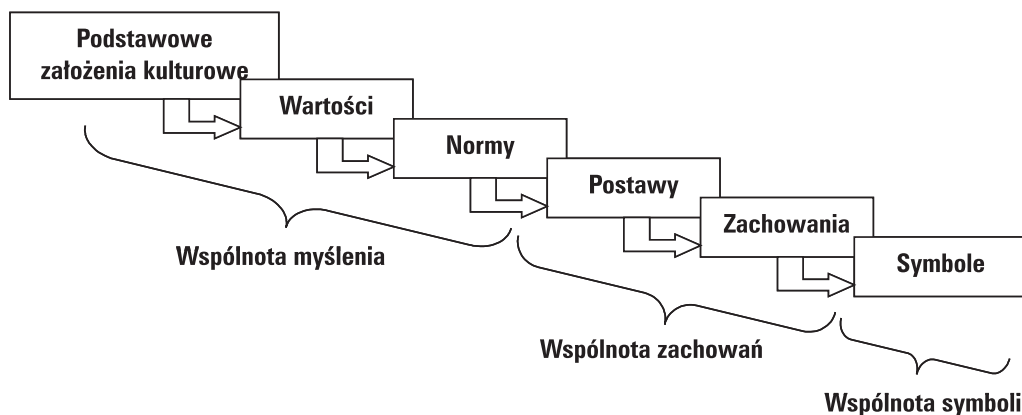 Podstawowe
założenia kulturowe
Wartości
Normy
Postawy
Zachowania
Symbole
Wspólnota myślenia
Wspólnota zachowań
Wspólnota symboli